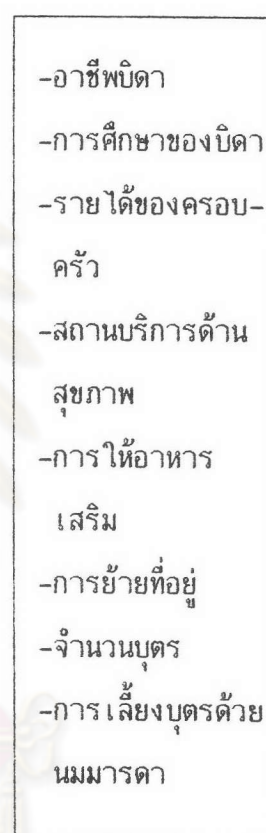 -อาชีพบิดา
-การศึกษาของบิดา
-รายได้ของครอบ-
ครัว
-สถานบริการด้าน
สุขภาพ
-การให้อาหาร
เสริม
-การย้ายที่อยู่
-จำนวนบุตร
-การเลี้ยงบุตรด้วย
นมมารดา